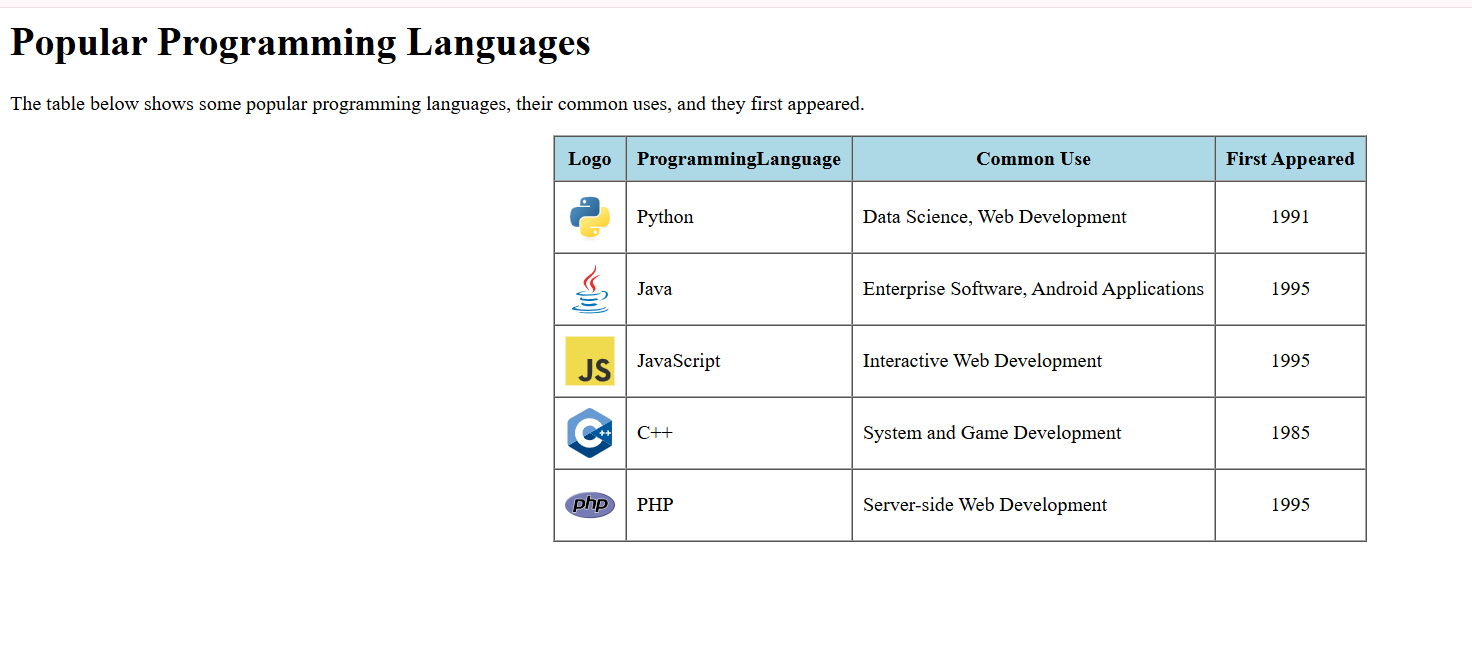 Popular Programming Languages
The table below shows some popular programming languages, their common uses, and they first appeared.
Logo ProgrammingLanguage Common Use First Appeared
Python Data Science, Web Development 1991
Java Enterprise Software, Android Applications 1995
JS JavaScript Interactive Web Development 1995
C++ C++ System and Game Development 1985
php PHP Server-side Web Development 1995